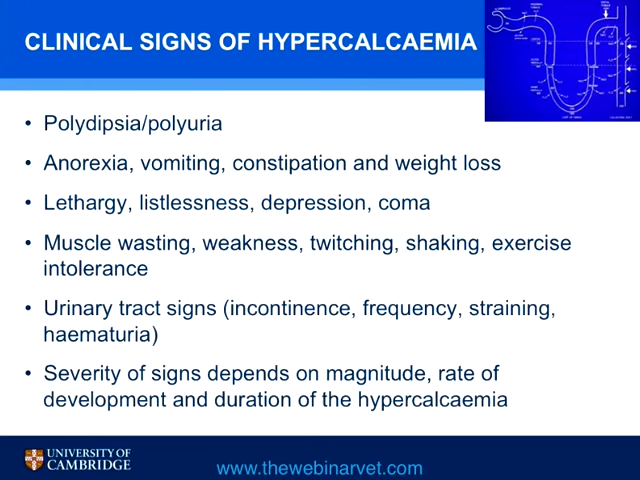 CLINICAL SIGNS OF HYPERCALCAEMIA
• Polydipsia/polyuria
• Anorexia, vomiting, constipation and weight loss
• Lethargy, listlessness, depression, coma
• Muscle wasting, weakness, twitching, shaking, exercise
intolerance
• Urinary tract signs (incontinence, frequency, straining,
haematuria)
• Severity of signs depends on magnitude, rate of
development and duration of the hypercalcaemia
UNIVERSITY OF
CAMBRIDGE
www.thewebinarvet.com